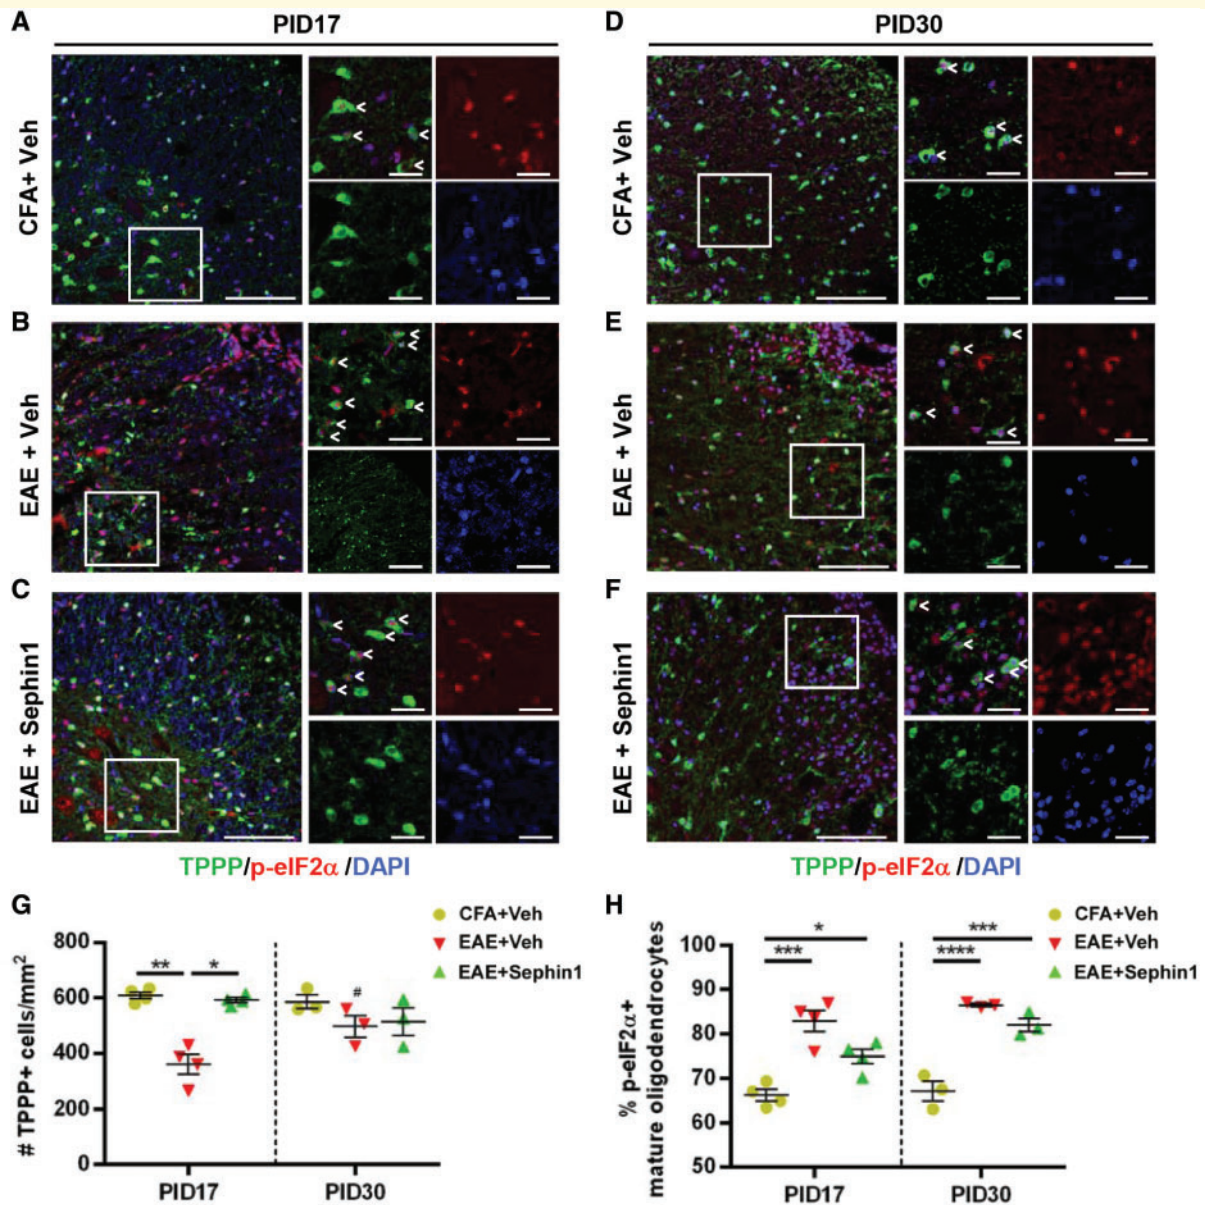 A
PID17
D
PID30
CFA+ Veh
CFA+ Veh
B
E
EAE + Veh
EAE + Veh
C
F
EAE + Sephin1
EAE + Sephin1
TPPP/p-eIF2α /DAPI
TPPP/p-eIF2α /DAPI
G
CFA+Veh
EAE+Veh
EAE+Sephin1
# TPPP+ cells/mm2
800
600
400
200
0
** *
#
PID17
PID30
H
CFA+Veh
EAE+Veh
EAE+Sephin1
% p-eIF2α+
mature oligodendrocytes
100
90
80
70
60
50
*
***
***
****
PID17
PID30